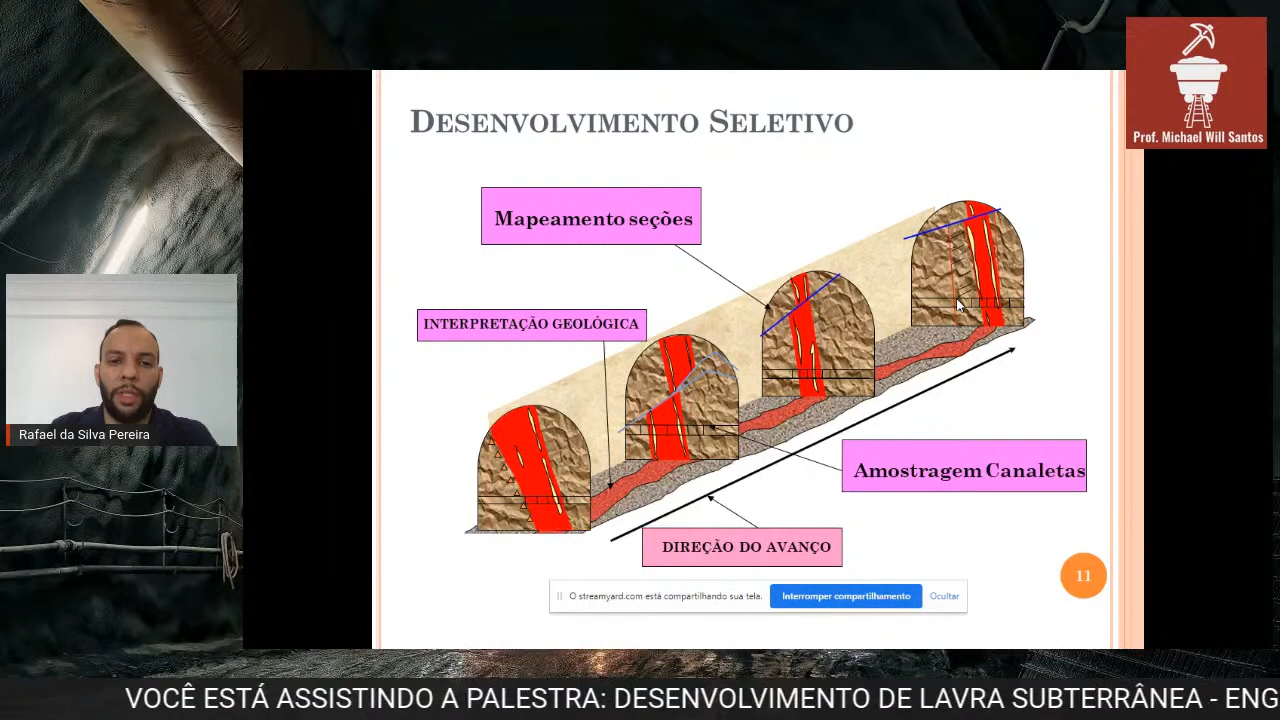 Prof. Michael Will Santos
DESENVOLVIMENTO SELETIVO
Mapeamento seções
INTERPRETAÇÃO GEOLÓGICA
Rafael da Silva Pereira
Amostragem Canaletas
DIREÇÃO DO AVANÇO
11
O streamyard.com está compartilhando sua tela.
Interromper compartilhamento
Ocultar
VOCÊ ESTÁ ASSISTINDO A PALESTRA: DESENVOLVIMENTO DE LAVRA SUBTERRÂNEA - ENG